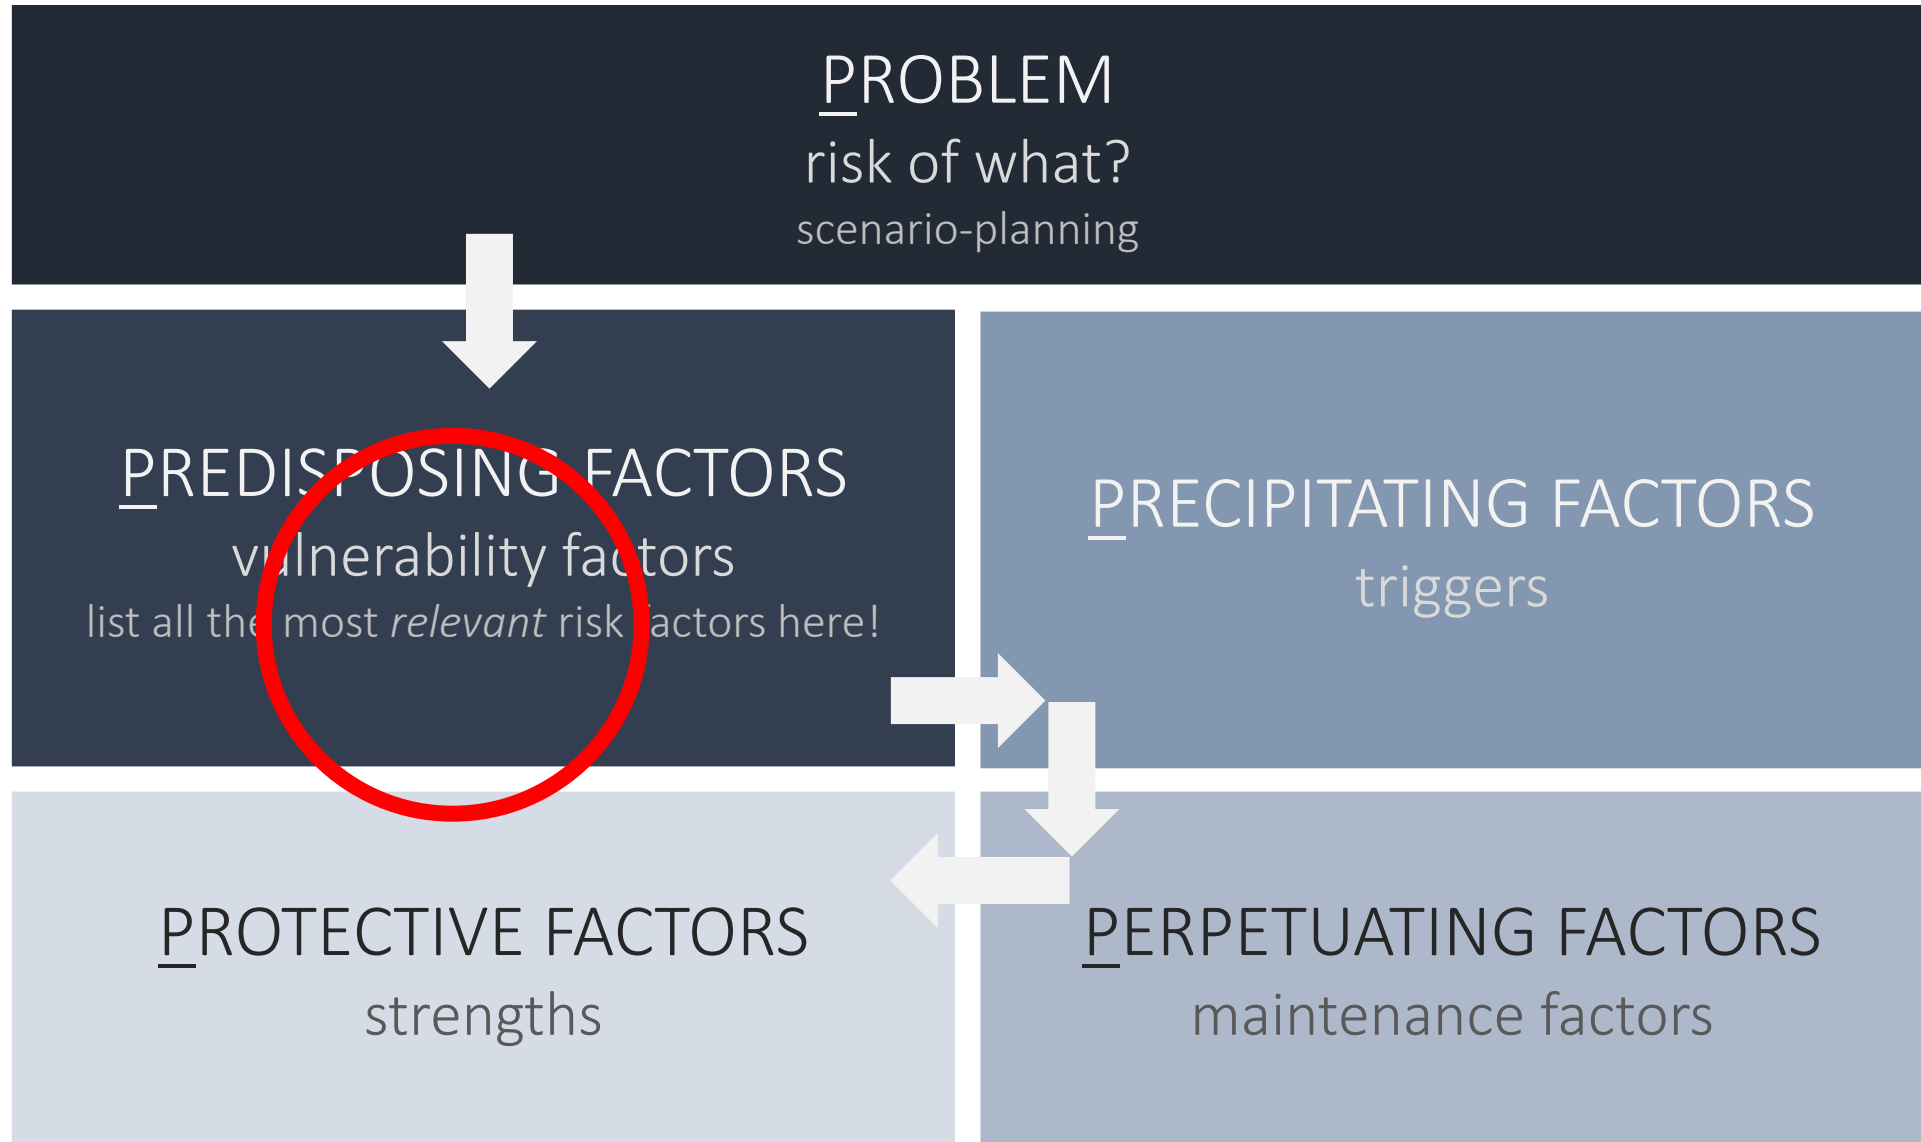 PROBLEM
risk of what?
scenario-planning
PREDISPOSING FACTORS
vulnerability factors
list all the most relevant risk factors here!
PRECIPITATING FACTORS
triggers
PROTECTIVE FACTORS
strengths
PERPETUATING FACTORS
maintenance factors